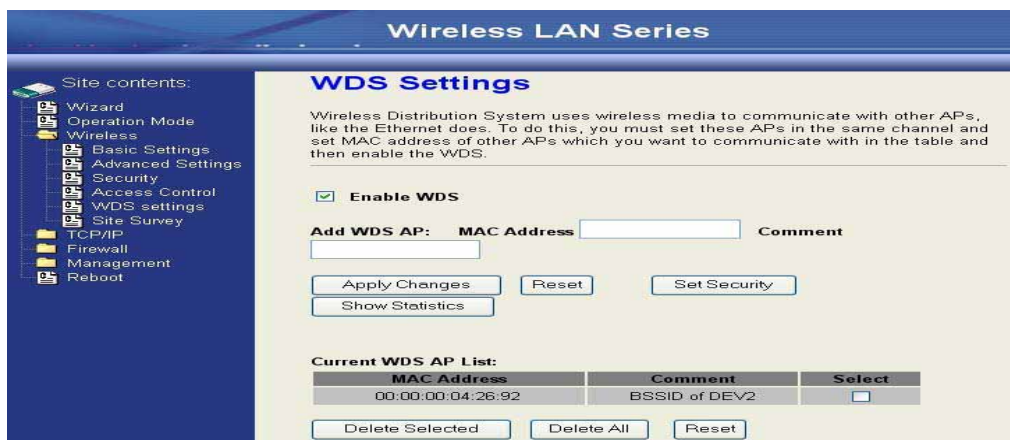 Wireless LAN Series
Site contents:
Wizard
Operation Mode
Wireless
Basic Settings
Advanced Settings
Security
Access Control
WDS settings
Site Survey
TCP/IP
Firewall
Management
Reboot
WDS Settings
Wireless Distribution System uses wireless media to communicate with other APs,
like the Ethernet does. To do this, you must set these APs in the same channel and
set MAC address of other APs which you want to communicate with in the table and
then enable the WDS.
Enable WDS
Add WDS AP: MAC Address Comment
Apply Changes Reset Set Security
Show Statistics
Current WDS AP List:
MAC Address Comment Select
00:00:00:04:26:92 BSSID of DEV2
Delete Selected Delete All Reset